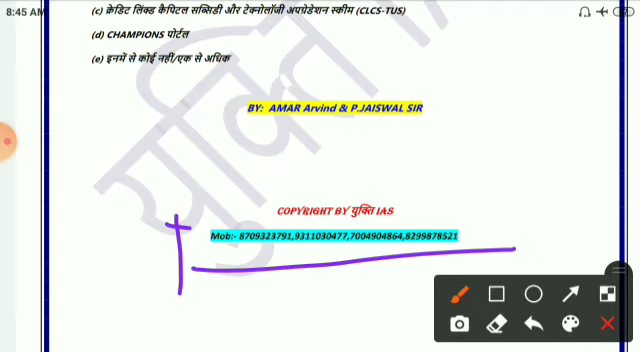 8:45 AM
(c) क्रेडिट लिंक्ड कैपिटल सब्सिडी और टेक्नोलॉजी अपग्रेडेशन स्कीम (CLCS-TUS)
(d) CHAMPIONS पोर्टल
(e) इनमें से कोई नहीं/एक से अधिक
BY: AMAR Arvind & P.JAISWAL SIR
COPYRIGHT BY युक्ति IAS
Mob:- 8709323791,9311030477,7004904864,8299878521
युक्ति